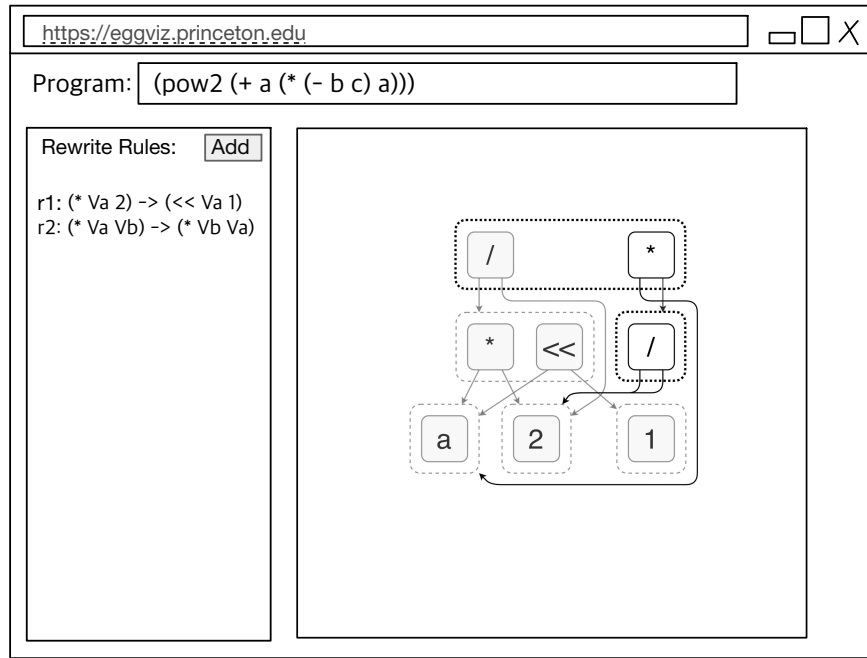 https://eggviz.princeton.edu
Program: (pow2 (+ a (* (- b c) a)))
Rewrite Rules: Add
r1: (* Va 2) -> (<< Va 1)
r2: (* Va Vb) -> (* Vb Va)
/ *
* << /
a 2 1